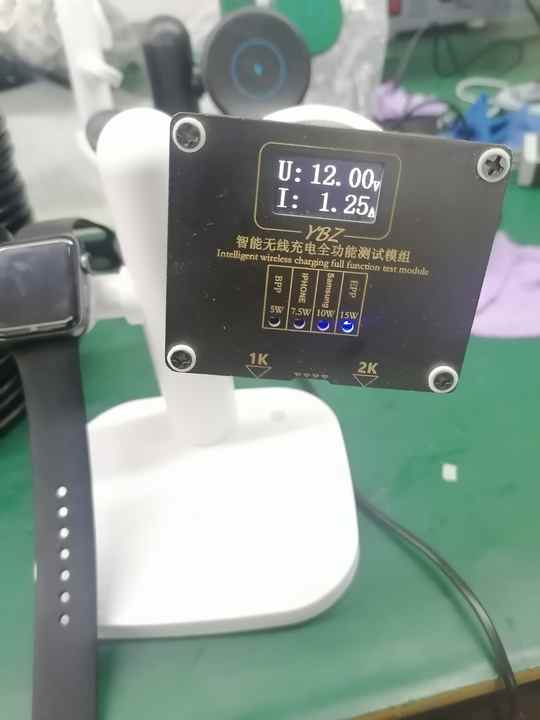 U: 12.00V
I: 1.25A
YBZ
智能无线充电全功能测试模组
Intelligent wireless charging full function test module
BPP IPHONE Samsung EPP
5W 7.5W 10W 15W
1K 2K